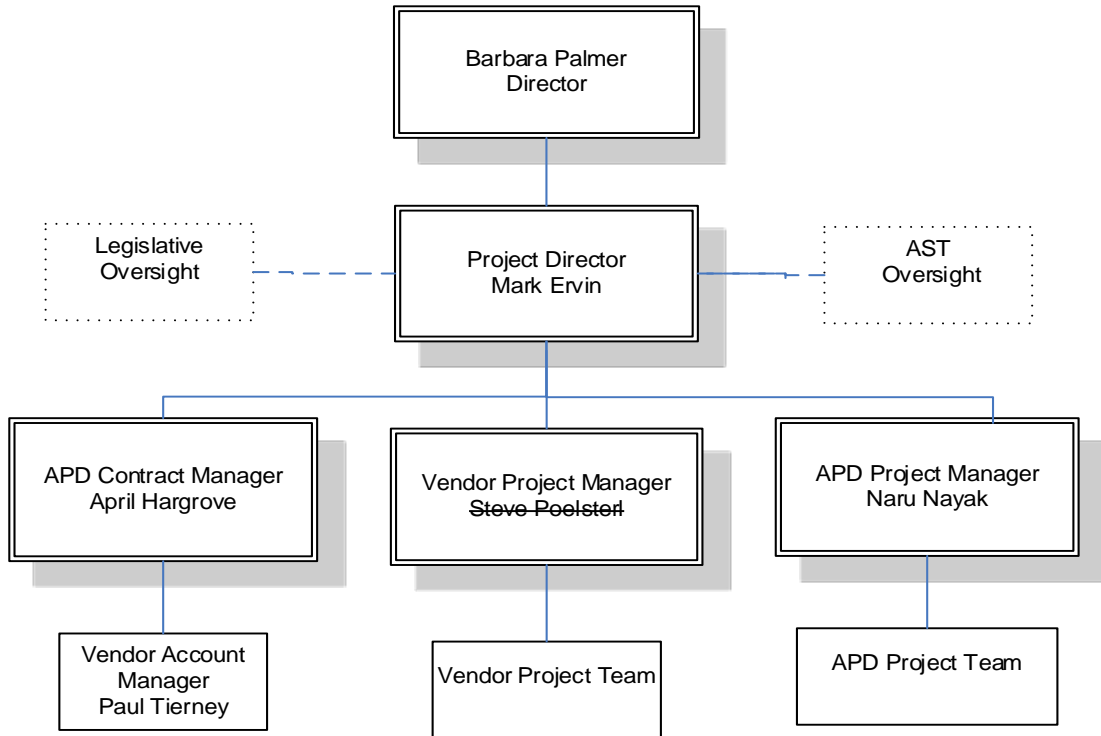 Barbara Palmer
Director
Legislative
Oversight
Project Director
Mark Ervin
AST
Oversight
APD Contract Manager
April Hargrove
Vendor Project Manager
Steve Poelsterl
APD Project Manager
Naru Nayak
Vendor Account
Manager
Paul Tierney
Vendor Project Team
APD Project Team